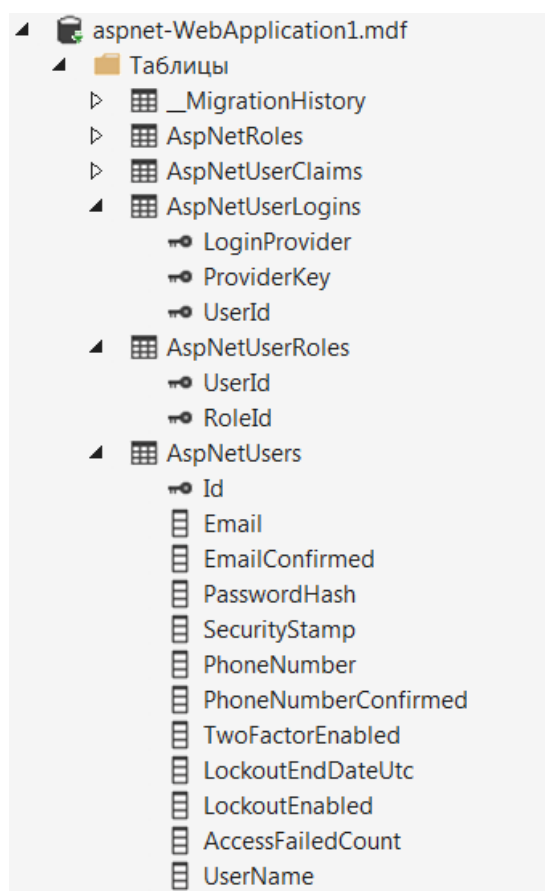 aspnet-WebApplication1.mdf
Таблицы
__MigrationHistory
AspNetRoles
AspNetUserClaims
AspNetUserLogins
LoginProvider
ProviderKey
UserId
AspNetUserRoles
UserId
RoleId
AspNetUsers
Id
Email
EmailConfirmed
PasswordHash
SecurityStamp
PhoneNumber
PhoneNumberConfirmed
TwoFactorEnabled
LockoutEndDateUtc
LockoutEnabled
AccessFailedCount
UserName